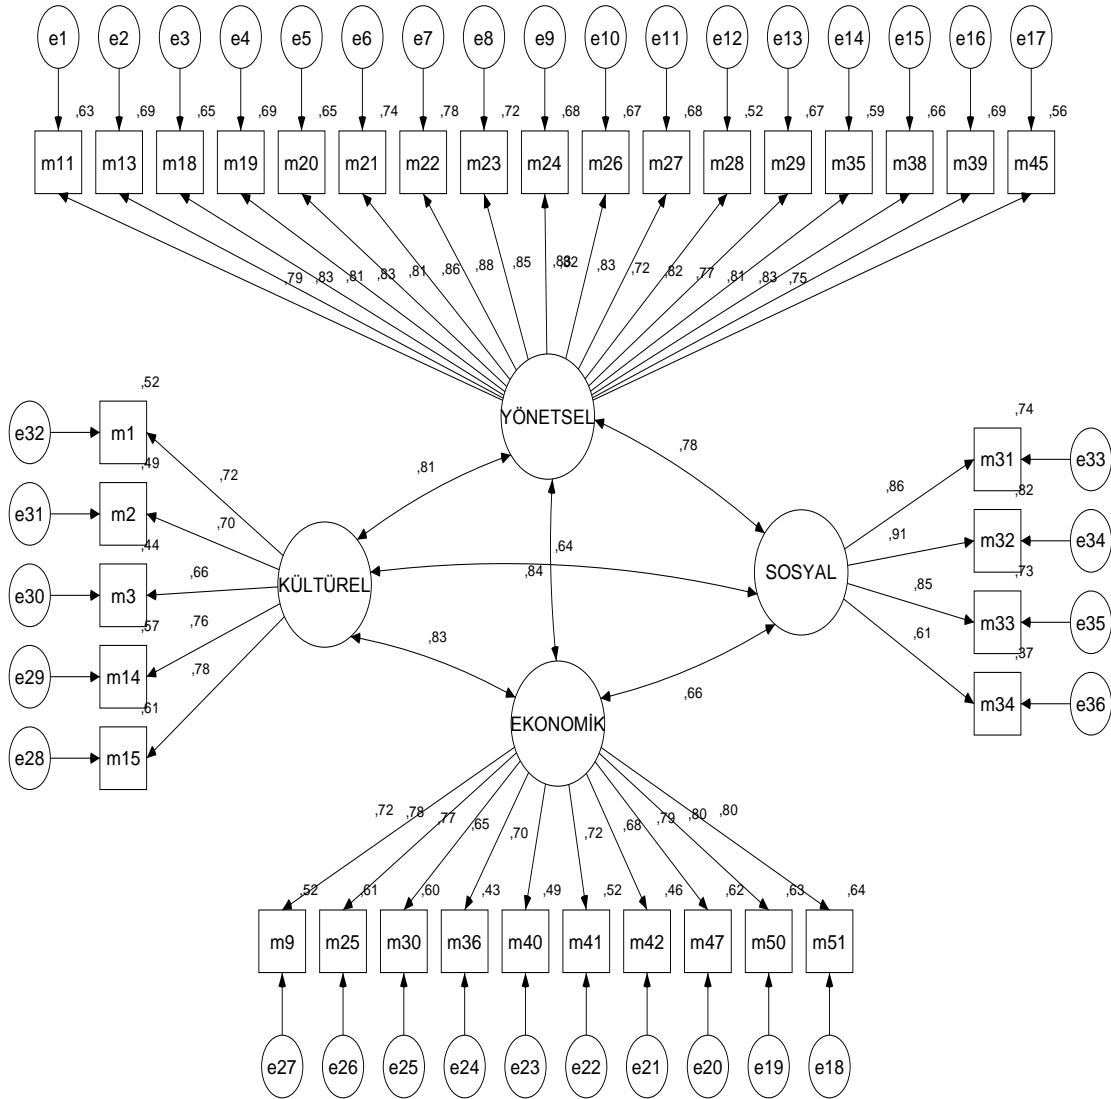 e1 e2 e3 e4 e5 e6 e7 e8 e9 e10 e11 e12 e13 e14 e15 e16 e17
,63 ,69 ,65 ,69 ,65 ,74 ,78 ,72 ,68 ,67 ,68 ,52 ,67 ,59 ,66 ,69 ,56
m11 m13 m18 m19 m20 m21 m22 m23 m24 m26 m27 m28 m29 m35 m38 m39 m45
,79 ,83 ,81 ,83 ,81 ,86 ,88 ,85 ,83 ,82 ,83 ,72 ,82 ,77 ,81 ,83 ,75
YÖNETSEL
,52
e32 m1
,49
,72
e31 m2
,44
,70
e30 m3
,57
,66
e29 m14
,61
,76
e28 m15
,78
KÜLTÜREL
,81
,78
,64
,84
,83
,66
SOSYAL
,74
,86
m31 e33
,82
,91
m32 e34
,73
,85
m33 e35
,37
,61
m34 e36
EKONOMİK
,72 ,78 ,77 ,65 ,70 ,72 ,68 ,79 ,80 ,80
,52 ,61 ,60 ,43 ,49 ,52 ,46 ,62 ,63 ,64
m9 m25 m30 m36 m40 m41 m42 m47 m50 m51
e27 e26 e25 e24 e23 e22 e21 e20 e19 e18